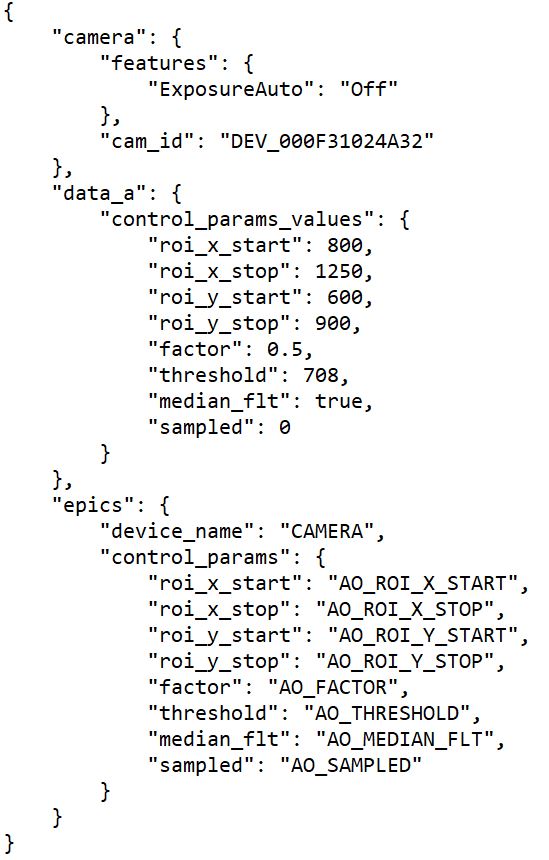 {
    "camera": {
        "features": {
            "ExposureAuto": "Off"
        },
        "cam_id": "DEV_000F31024A32"
    },
    "data_a": {
        "control_params_values": {
            "roi_x_start": 800,
            "roi_x_stop": 1250,
            "roi_y_start": 600,
            "roi_y_stop": 900,
            "factor": 0.5,
            "threshold": 708,
            "median_flt": true,
            "sampled": 0
        }
    },
    "epics": {
        "device_name": "CAMERA",
        "control_params": {
            "roi_x_start": "AO_ROI_X_START",
            "roi_x_stop": "AO_ROI_X_STOP",
            "roi_y_start": "AO_ROI_Y_START",
            "roi_y_stop": "AO_ROI_Y_STOP",
            "factor": "AO_FACTOR",
            "threshold": "AO_THRESHOLD",
            "median_flt": "AO_MEDIAN_FLT",
            "sampled": "AO_SAMPLED"
        }
    }
}